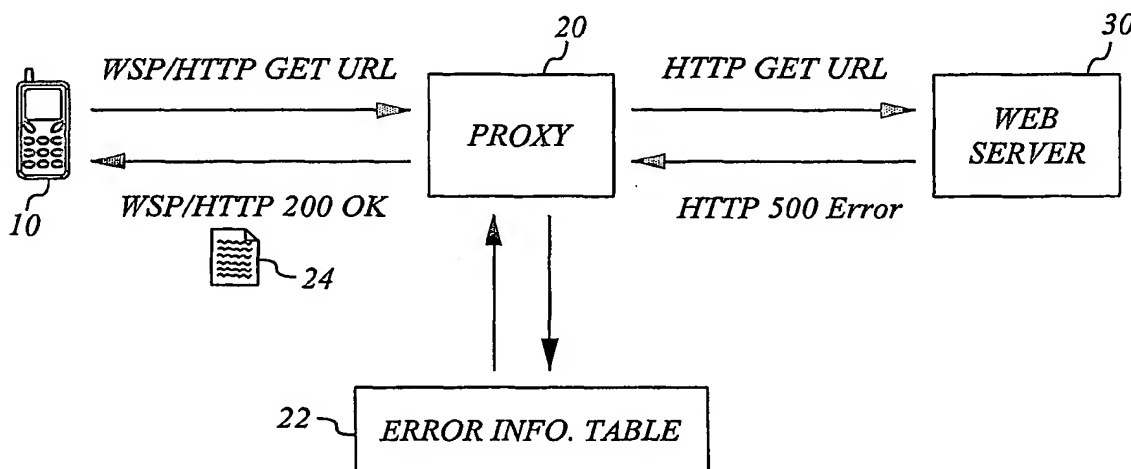 20
30
WSP/HTTP GET URL
HTTP GET URL
PROXY
WEB
SERVER
10
WSP/HTTP 200 OK
HTTP 500 Error
24
22
ERROR INFO. TABLE